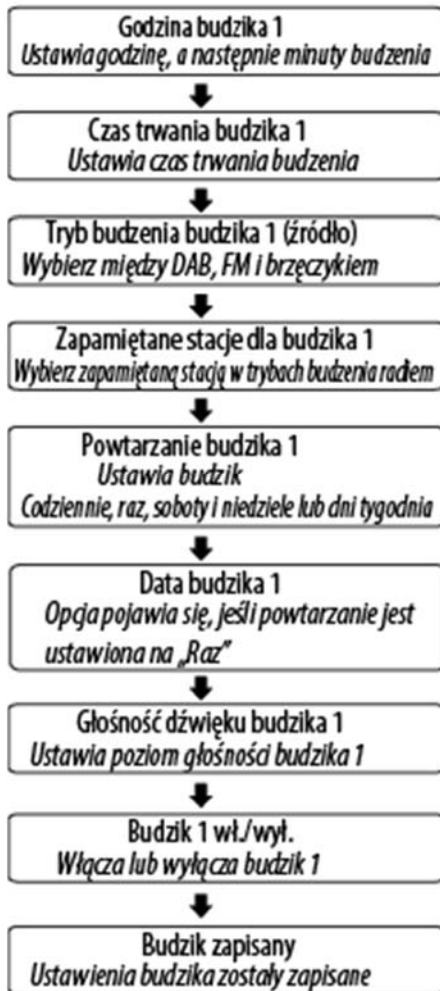 Godzina budzika 1
Ustawia godzinę, a następnie minuty budzenia
Czas trwania budzika 1
Ustawia czas trwania budzenia
Tryb budzenia budzika 1 (źródło)
Wybierz między DAB, FM i brzęczykiem
Zapamiętane stacje dla budzika 1
Wybierz zapamiętaną stacją w trybach budzenia radiem
Powtarzanie budzika 1
Ustawia budzik
Codziennie, raz, soboty i niedziele lub dni tygodnia
Data budzika 1
Opcja pojawia się, jeśli powtarzanie jest
ustawiona na „Raz”
Głośność dźwięku budzika 1
Ustawia poziom głośności budzika 1
Budzik 1 wł./wył.
Włącza lub wyłącza budzik 1
Budzik zapisany
Ustawienia budzika zostały zapisane